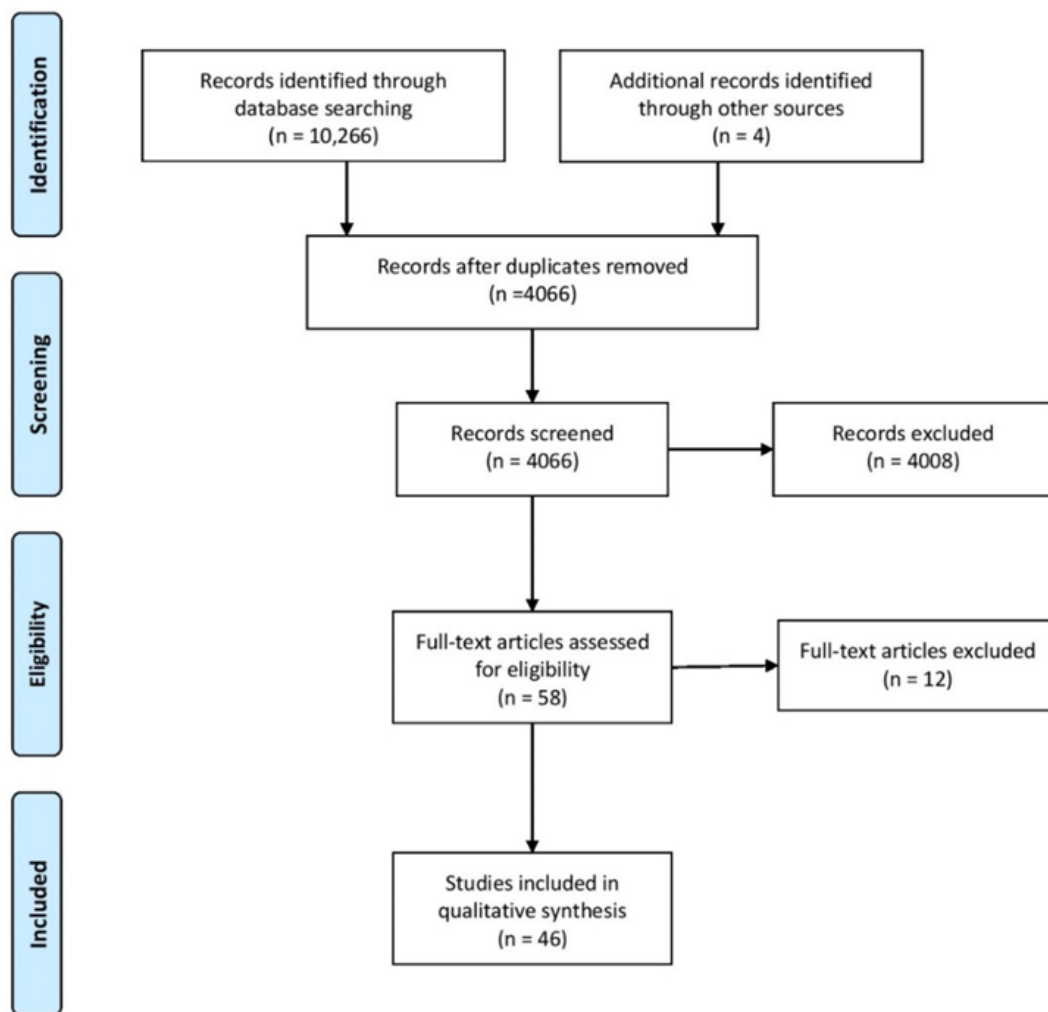 Identification
Records identified through
database searching
(n = 10,266)
Additional records identified
through other sources
(n = 4)
Records after duplicates removed
(n =4066)
Screening
Records screened
(n = 4066)
Records excluded
(n = 4008)
Eligibility
Full-text articles assessed
for eligibility
(n = 58)
Full-text articles excluded
(n = 12)
Included
Studies included in
qualitative synthesis
(n = 46)